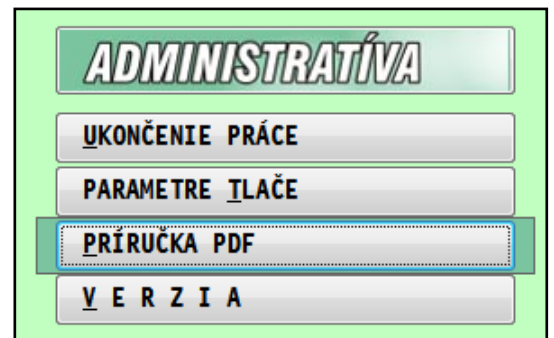 ADMINISTRATÍVA
UKONČENIE PRÁCE
PARAMETRE TLAČE
PRÍRUČKA PDF
V E R Z I A